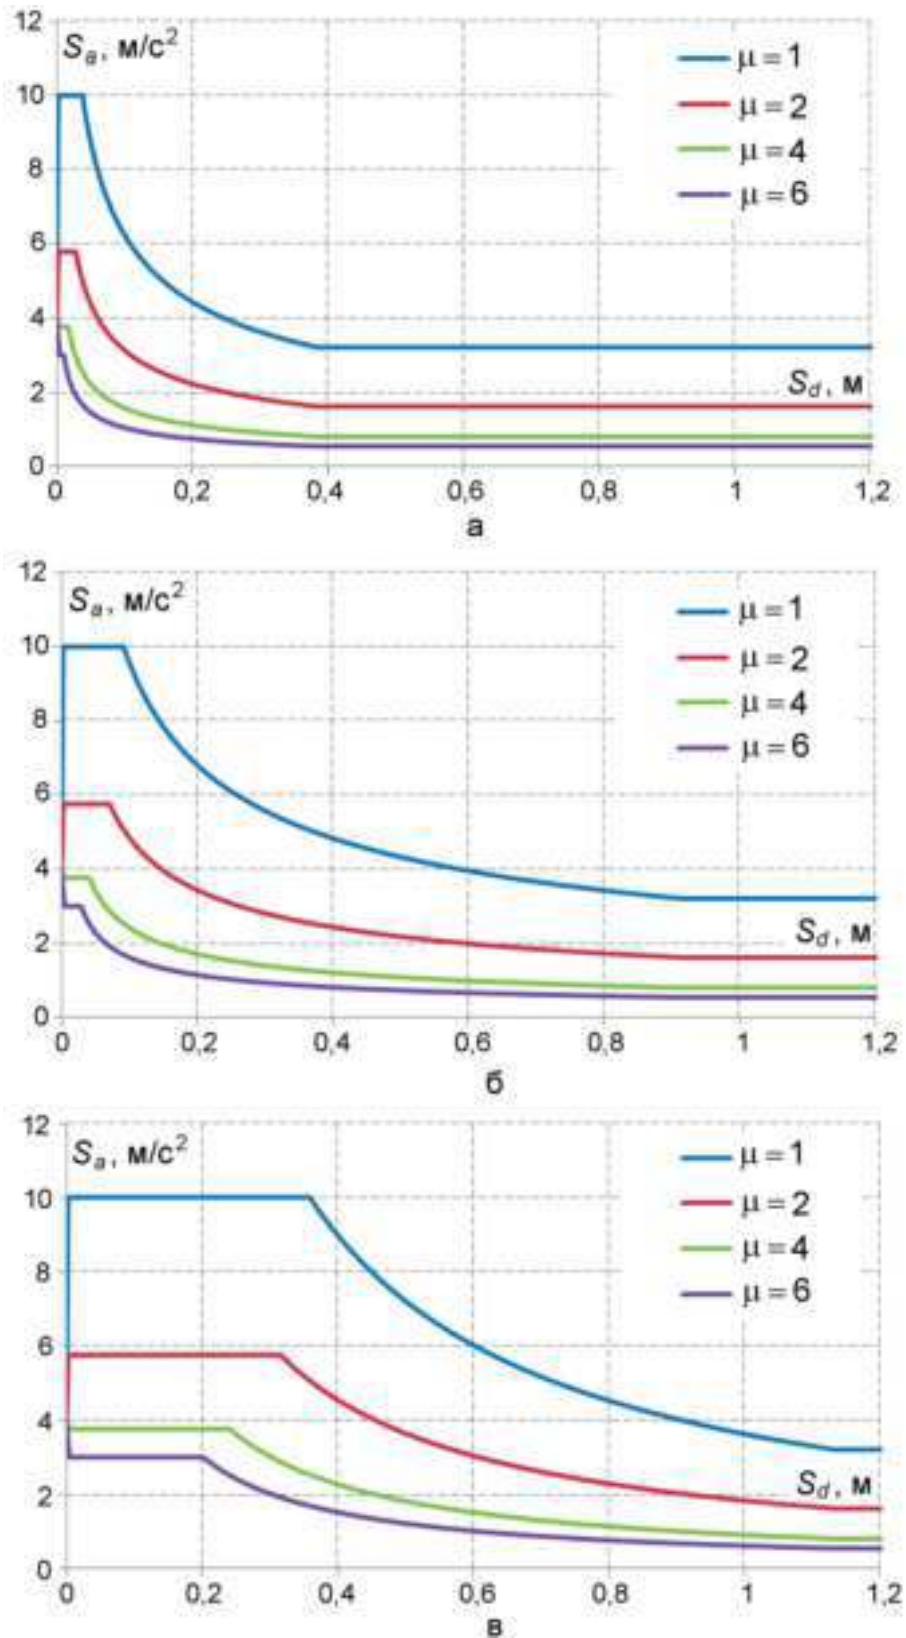 12
Sa, м/с²
μ = 1
10
μ = 2
8
μ = 4
μ = 6
6
4
Sd, м
2
0
0 0,2 0,4 0,6 0,8 1 1,2
а
12
Sa, м/с²
μ = 1
10
μ = 2
8
μ = 4
μ = 6
6
4
Sd, м
2
0
0 0,2 0,4 0,6 0,8 1 1,2
б
12
Sa, м/с²
μ = 1
10
μ = 2
8
μ = 4
μ = 6
6
4
Sd, м
2
0
0 0,2 0,4 0,6 0,8 1 1,2
в